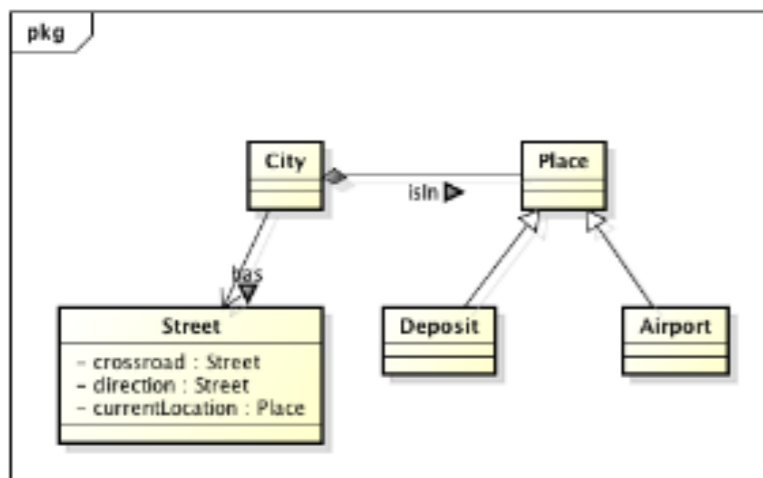 pkg
City
Place
isIn
has
Street
- crossroad : Street
- direction : Street
- currentLocation : Place
Deposit
Airport